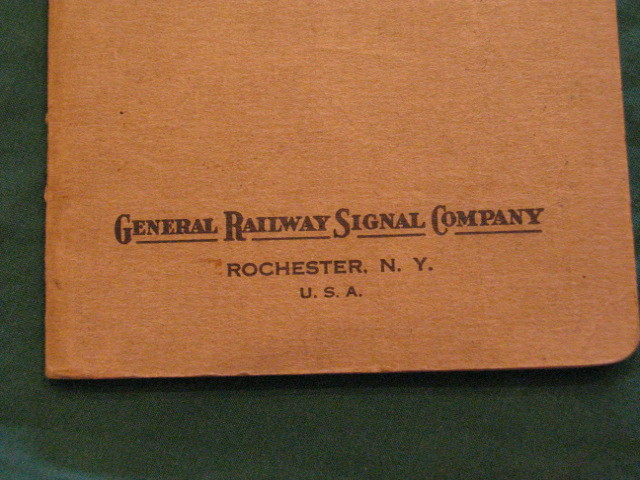 GENERAL RAILWAY SIGNAL COMPANY
ROCHESTER, N. Y.
U. S. A.